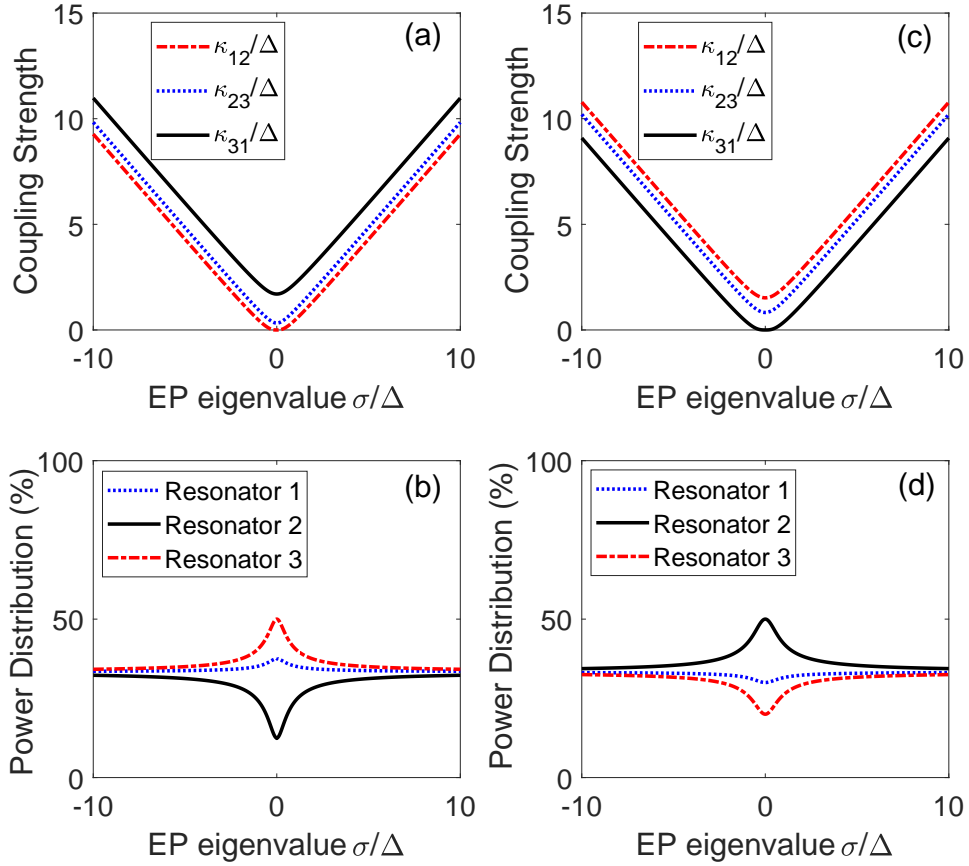 Coupling Strength
15
10
5
0
-10
0
10
EP eigenvalue σ/Δ
(a)
κ12/Δ
κ23/Δ
κ31/Δ
Coupling Strength
15
10
5
0
-10
0
10
EP eigenvalue σ/Δ
(c)
κ12/Δ
κ23/Δ
κ31/Δ
Power Distribution (%)
100
50
0
-10
0
10
EP eigenvalue σ/Δ
(b)
Resonator 1
Resonator 2
Resonator 3
Power Distribution (%)
100
50
0
-10
0
10
EP eigenvalue σ/Δ
(d)
Resonator 1
Resonator 2
Resonator 3